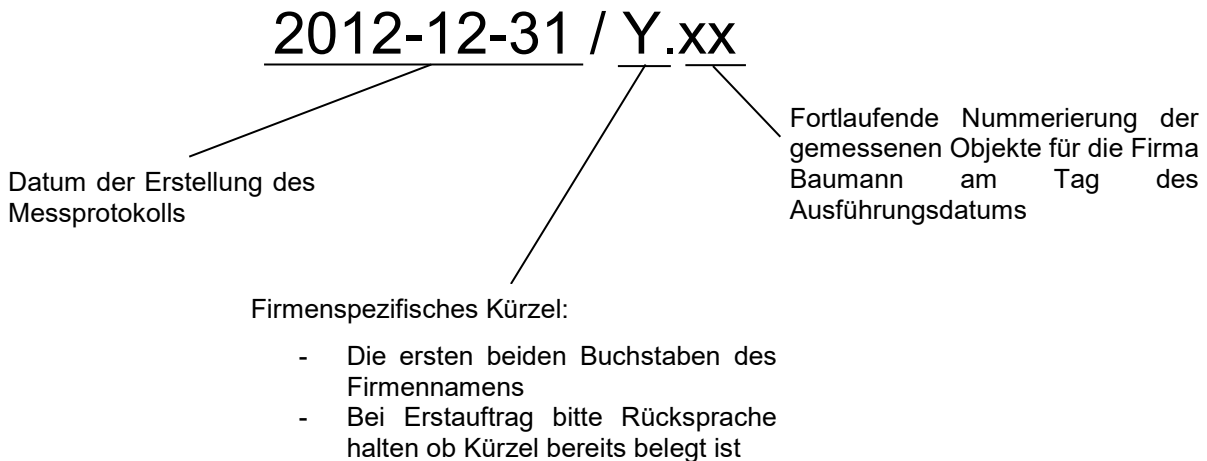 2012-12-31 / Y.xx
Datum der Erstellung des
Messprotokolls
Fortlaufende Nummerierung der
gemessenen Objekte für die Firma
Baumann am Tag des
Ausführungsdatums
Firmenspezifisches Kürzel:
- Die ersten beiden Buchstaben des
Firmennamens
- Bei Erstauftrag bitte Rücksprache
halten ob Kürzel bereits belegt ist